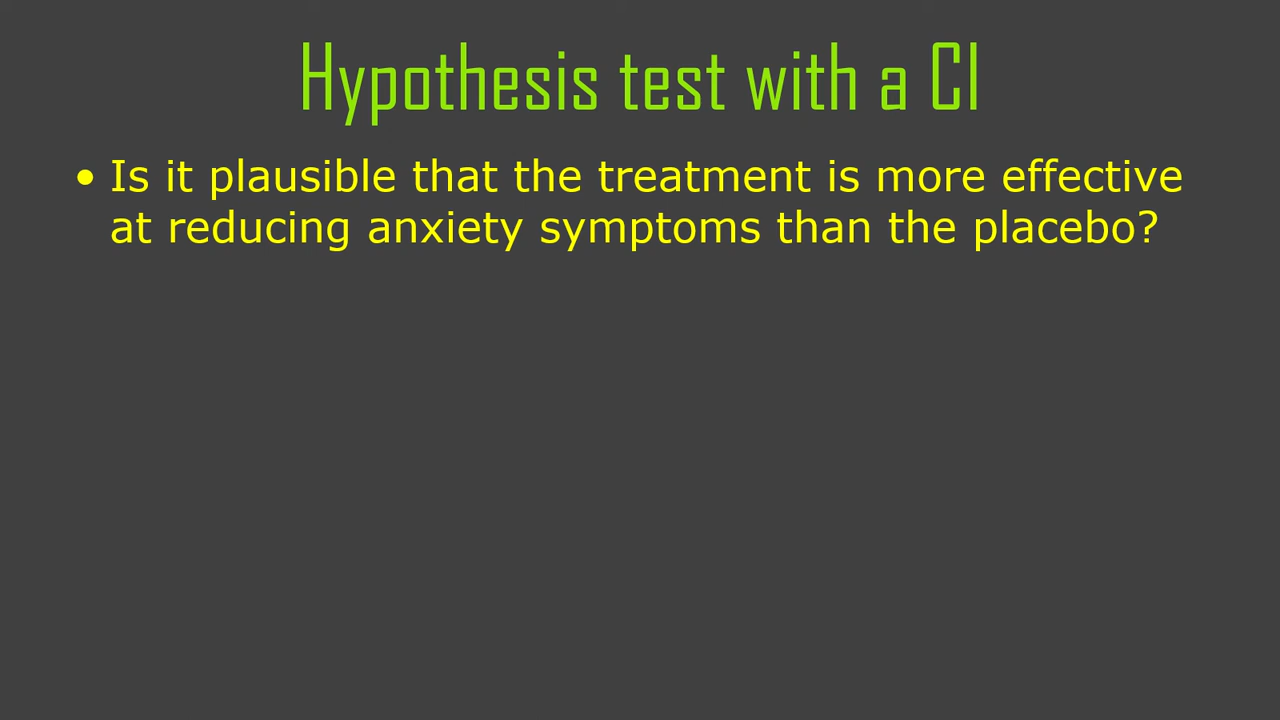 Hypothesis test with a CI
• Is it plausible that the treatment is more effective
at reducing anxiety symptoms than the placebo?